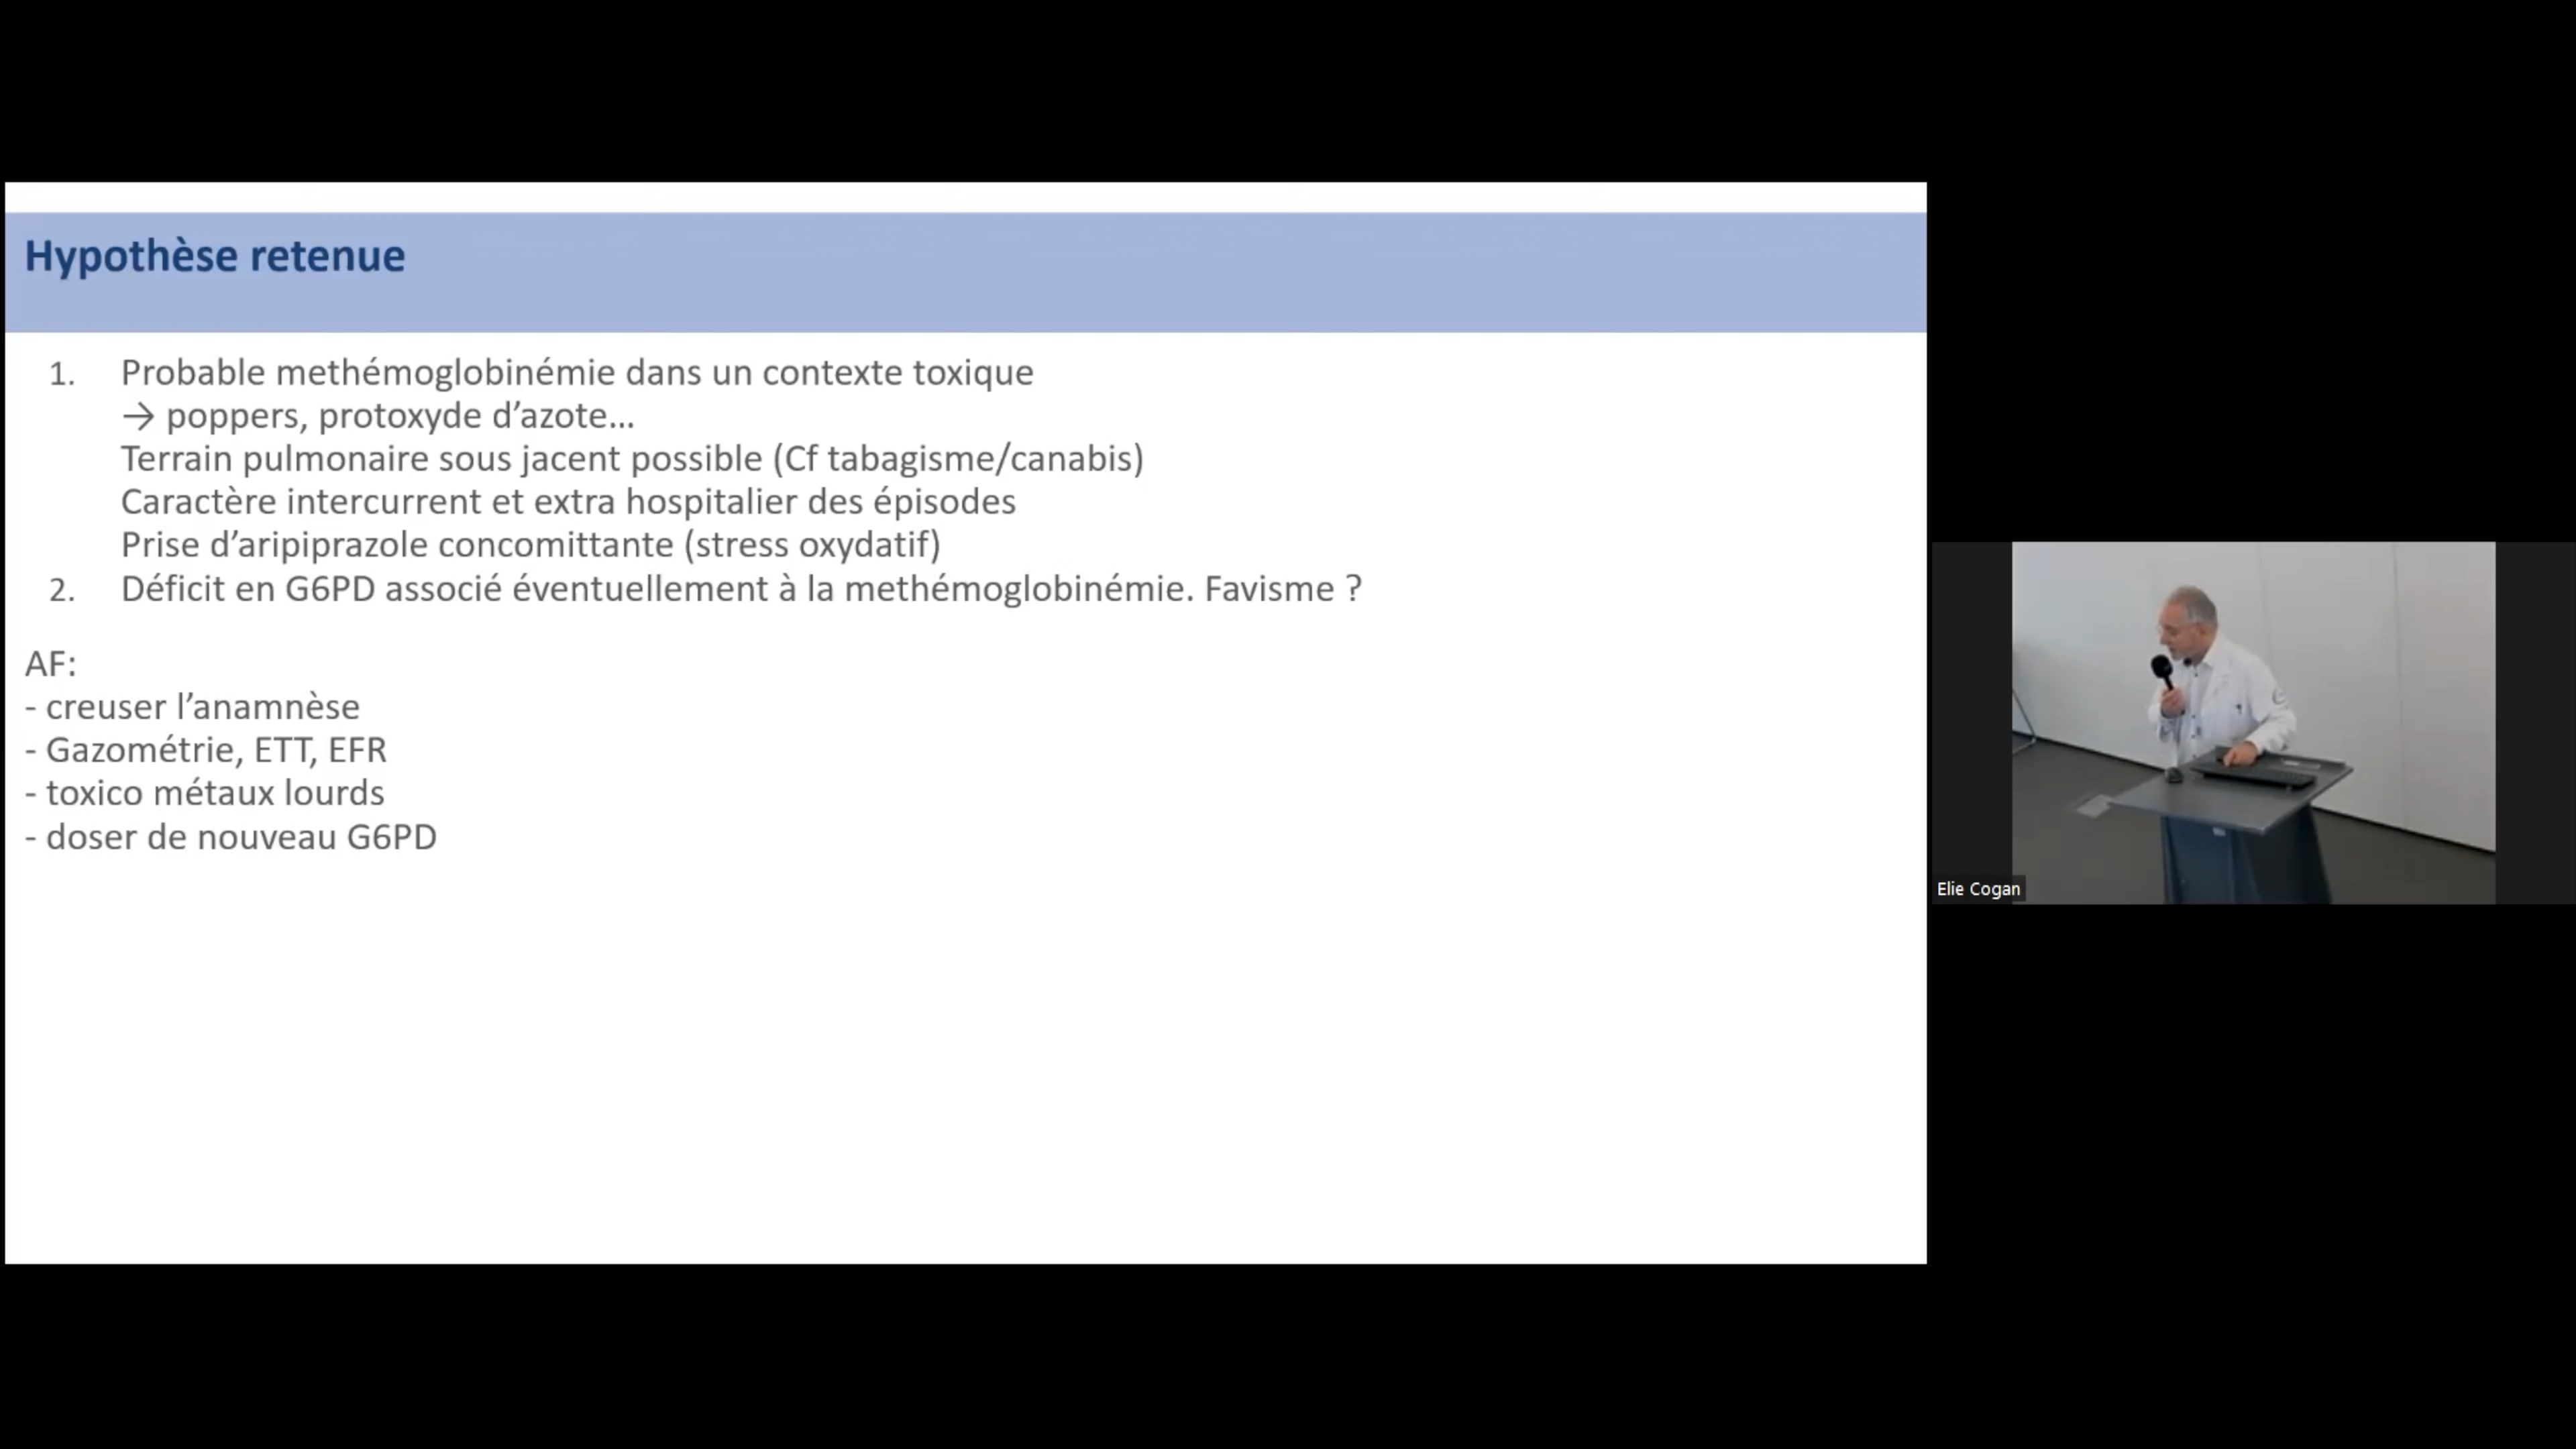 Hypothèse retenue
1. Probable methémoglobinémie dans un contexte toxique
→ poppers, protoxyde d’azote...
Terrain pulmonaire sous jacent possible (Cf tabagisme/canabis)
Caractère intercurrent et extra hospitalier des épisodes
Prise d’aripiprazole concomittante (stress oxydatif)
2. Déficit en G6PD associé éventuellement à la methémoglobinémie. Favisme ?
AF:
- creuser l’anamnèse
- Gazométrie, ETT, EFR
- toxico métaux lourds
- doser de nouveau G6PD
Elie Cogan